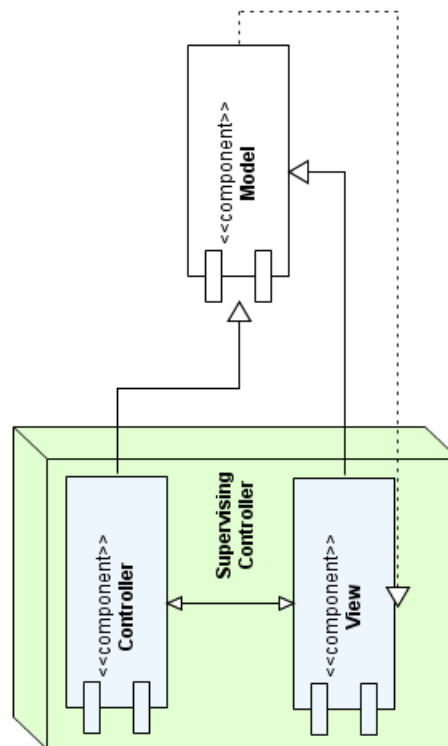 <<component>>
Model
Supervising
Controller
<<component>>
Controller
<<component>>
View